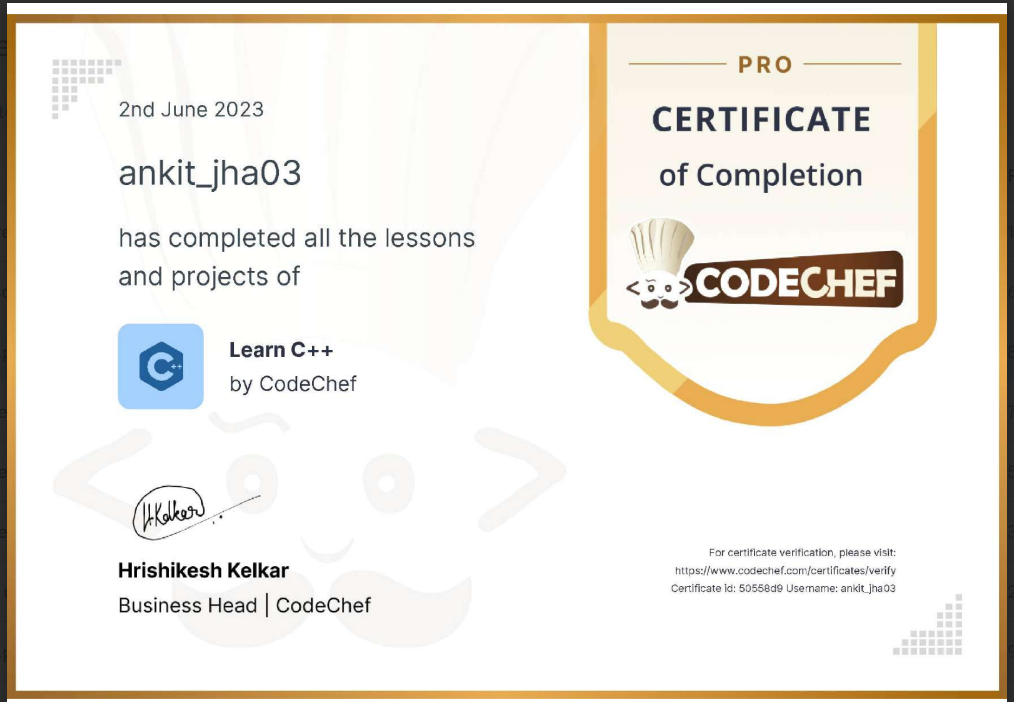 2nd June 2023
ankit_jha03
has completed all the lessons
and projects of
C++
Learn C++
by CodeChef
H.Kelkar
Hrishikesh Kelkar
Business Head | CodeChef
PRO
CERTIFICATE
of Completion
CODECHEF
For certificate verification, please visit:
https://www.codechef.com/certificates/verify
Certificate id: 50558d9 Username: ankit_jha03